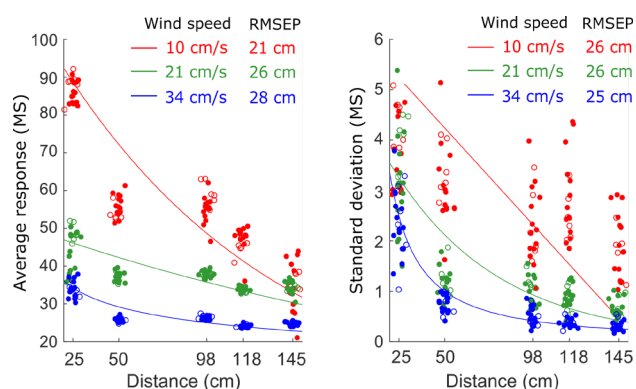 Wind speed RMSEP
10 cm/s 21 cm
21 cm/s 26 cm
34 cm/s 28 cm
100
90
80
70
60
50
40
30
20
Average response (MS)
25 50 98 118 145
Distance (cm)
Wind speed RMSEP
10 cm/s 26 cm
21 cm/s 26 cm
34 cm/s 25 cm
6
5
4
3
2
1
0
Standard deviation (MS)
25 50 98 118 145
Distance (cm)